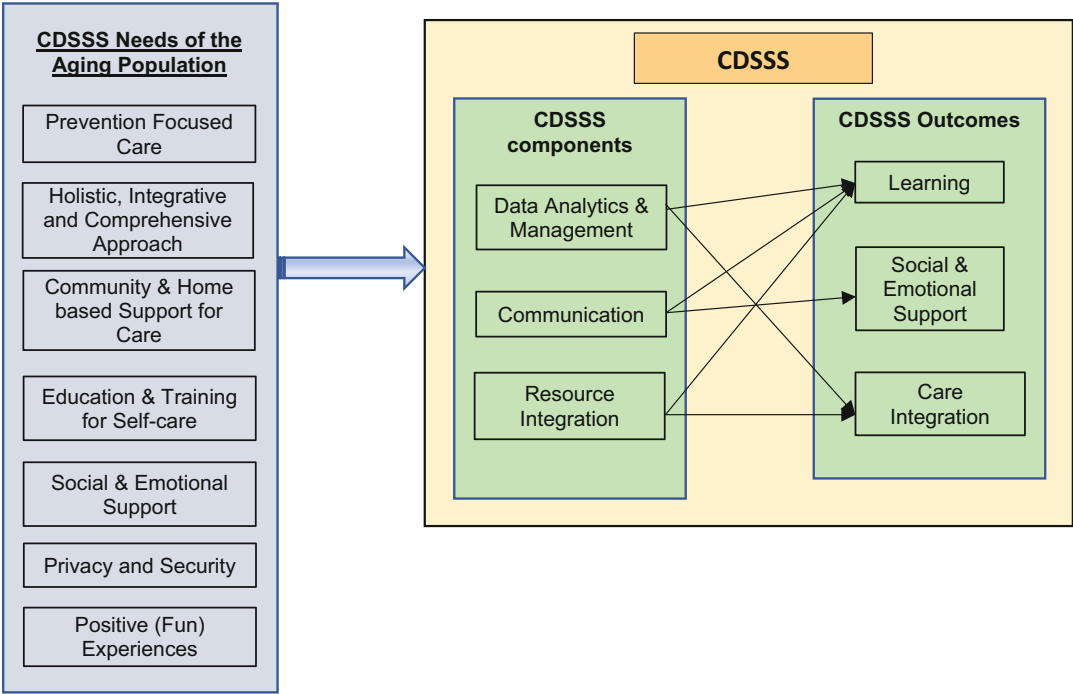 CDSSS Needs of the
Aging Population
Prevention Focused
Care
Holistic, Integrative
and Comprehensive
Approach
Community & Home
based Support for
Care
Education & Training
for Self-care
Social & Emotional
Support
Privacy and Security
Positive (Fun)
Experiences
CDSSS
CDSSS
components
Data Analytics &
Management
Communication
Resource
Integration
CDSSS Outcomes
Learning
Social &
Emotional
Support
Care
Integration